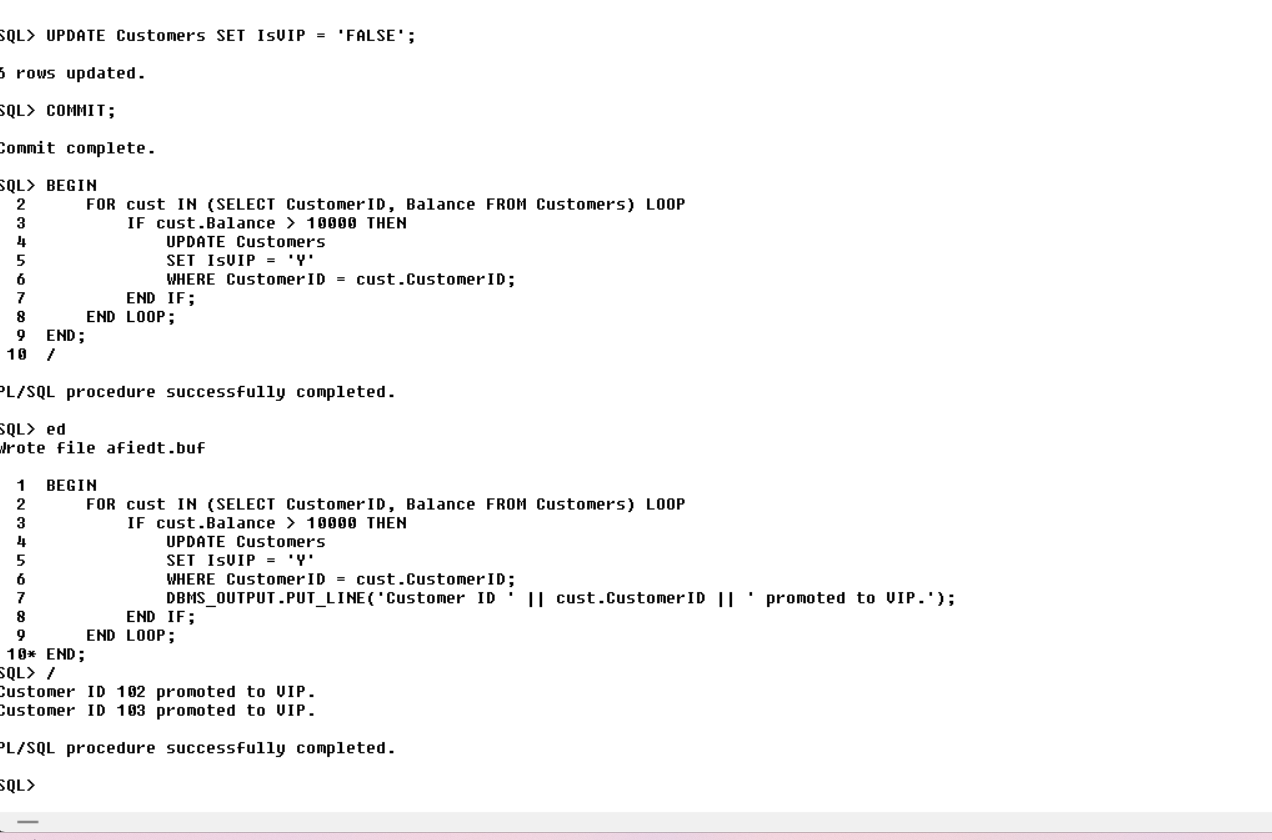 SQL> UPDATE Customers SET IsVIP = 'FALSE';
6 rows updated.
SQL> COMMIT;
Commit complete.
SQL> BEGIN
2 FOR cust IN (SELECT CustomerID, Balance FROM Customers) LOOP
3 IF cust.Balance > 10000 THEN
4 UPDATE Customers
5 SET IsVIP = 'Y'
6 WHERE CustomerID = cust.CustomerID;
7 END IF;
8 END LOOP;
9 END;
10 /
PL/SQL procedure successfully completed.
SQL> ed
Wrote file afiedt.buf
1 BEGIN
2 FOR cust IN (SELECT CustomerID, Balance FROM Customers) LOOP
3 IF cust.Balance > 10000 THEN
4 UPDATE Customers
5 SET IsVIP = 'Y'
6 WHERE CustomerID = cust.CustomerID;
7 DBMS_OUTPUT.PUT_LINE('Customer ID ' || cust.CustomerID || ' promoted to VIP.');
8 END IF;
9 END LOOP;
10* END;
SQL> /
Customer ID 102 promoted to VIP.
Customer ID 103 promoted to VIP.
PL/SQL procedure successfully completed.
SQL>